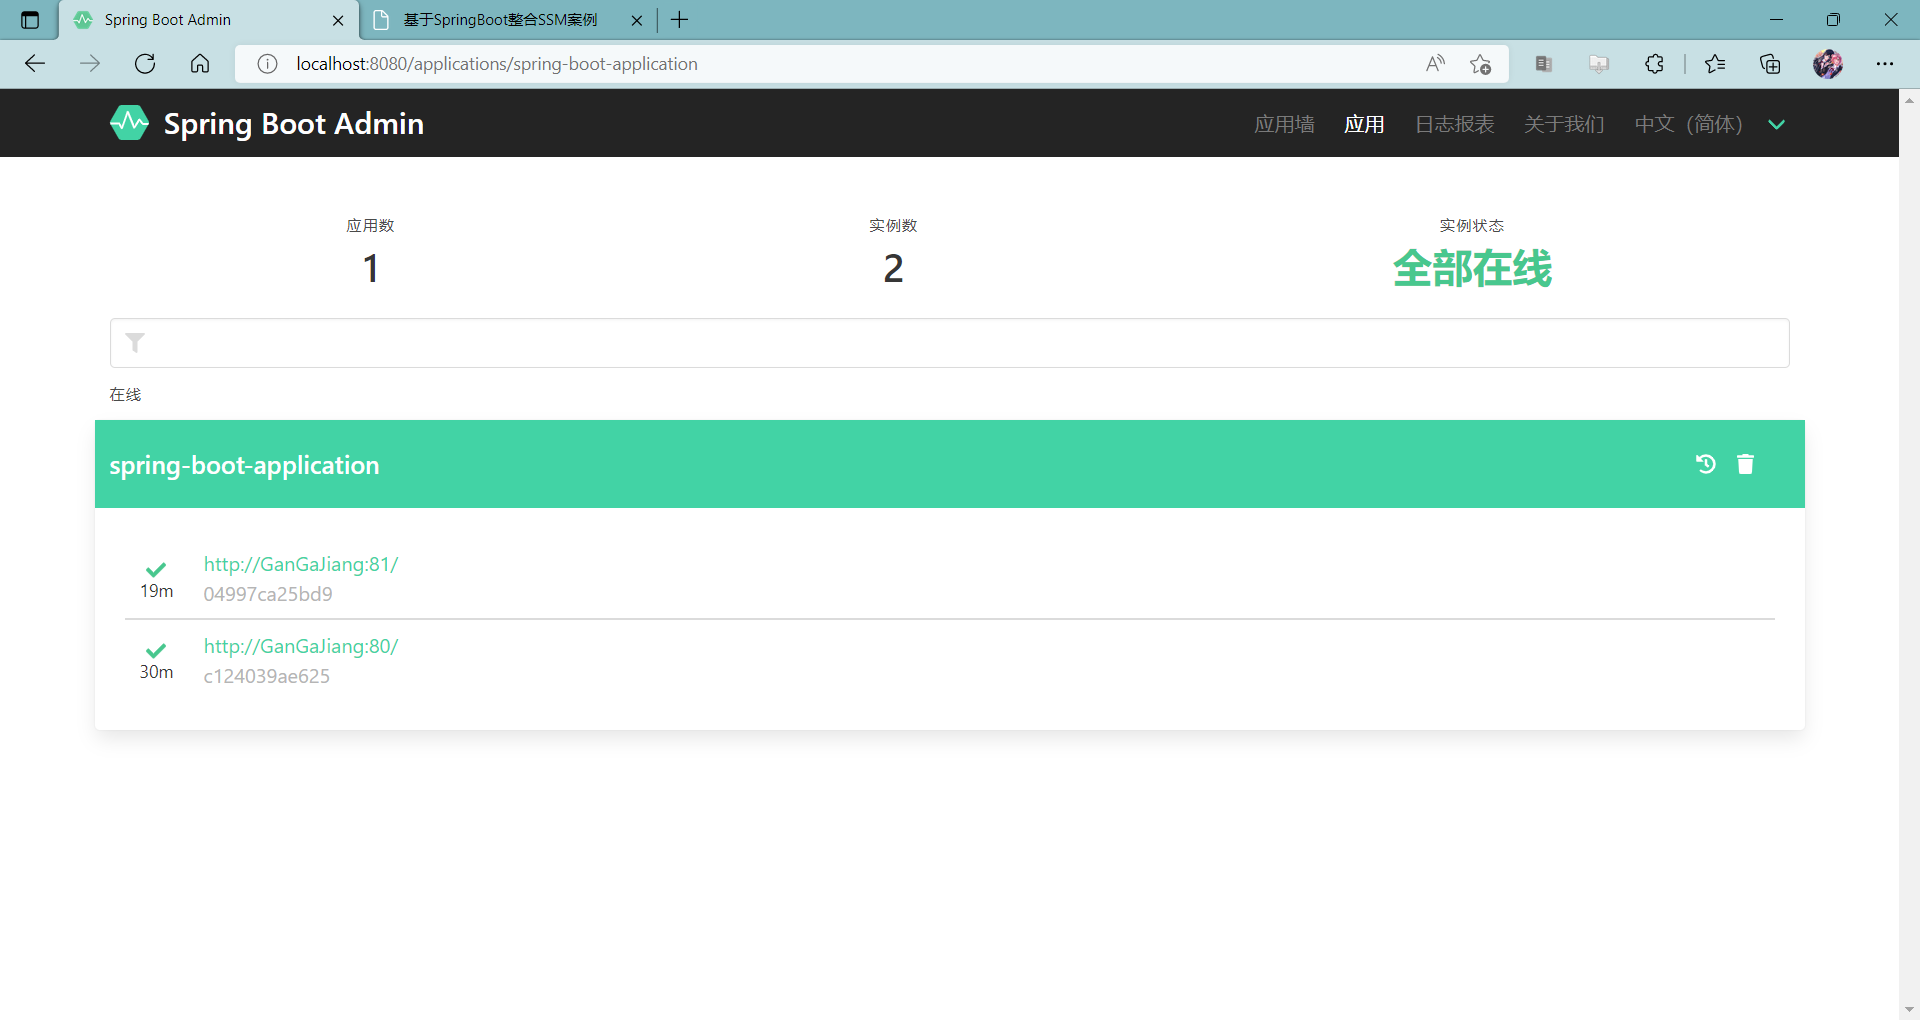 Spring Boot Admin
基于SpringBoot整合SSM案例
localhost:8080/applications/spring-boot-application
Spring Boot Admin
应用墙 应用 日志报表 关于我们 中文（简体）
应用数 实例数 实例状态
1 2 全部在线
在线
spring-boot-application
http://GanGaJiang:81/
19m 04997ca25bd9
http://GanGaJiang:80/
30m c124039ae625